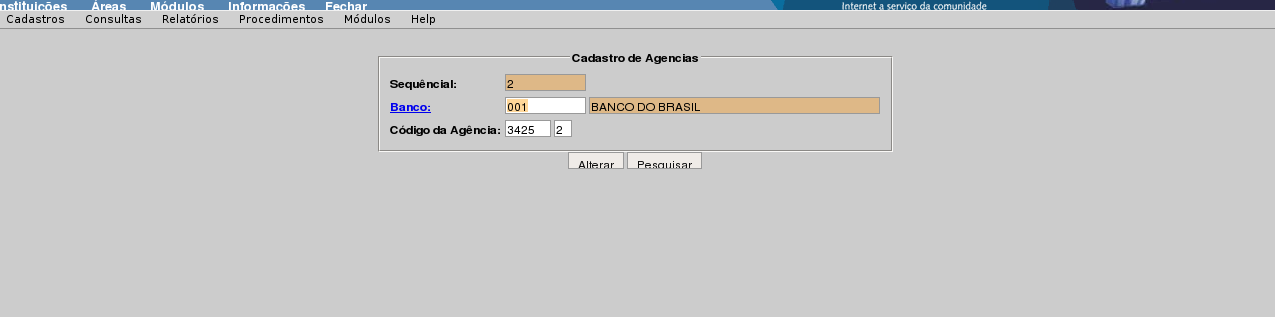 nstituições Áreas Módulos Informações Fechar
Internet a serviço da comunidade
Cadastros Consultas Relatórios Procedimentos Módulos Help
Cadastro de Agencias
Sequêncial: 2
Banco: 001 BANCO DO BRASIL
Código da Agência: 3425 2
Alterar Pesquisar